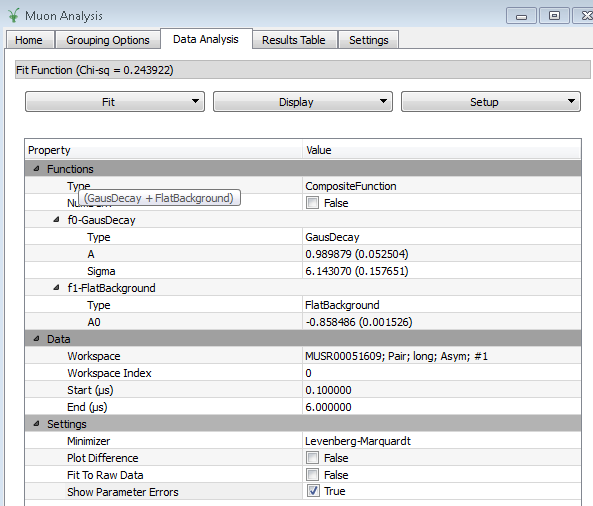 Muon Analysis
Home Grouping Options Data Analysis Results Table Settings
Fit Function (Chi-sq = 0.243922)
Fit Display Setup
Property Value
Functions
Type CompositeFunction
(GausDecay + FlatBackground)
False
f0-GausDecay
Type GausDecay
A 0.989879 (0.052504)
Sigma 6.143070 (0.157651)
f1-FlatBackground
Type FlatBackground
A0 -0.858486 (0.001526)
Data
Workspace MUSR00051609; Pair; long; Asym; #1
Workspace Index 0
Start (µs) 0.100000
End (µs) 6.000000
Settings
Minimizer Levenberg-Marquardt
Plot Difference False
Fit To Raw Data False
Show Parameter Errors True